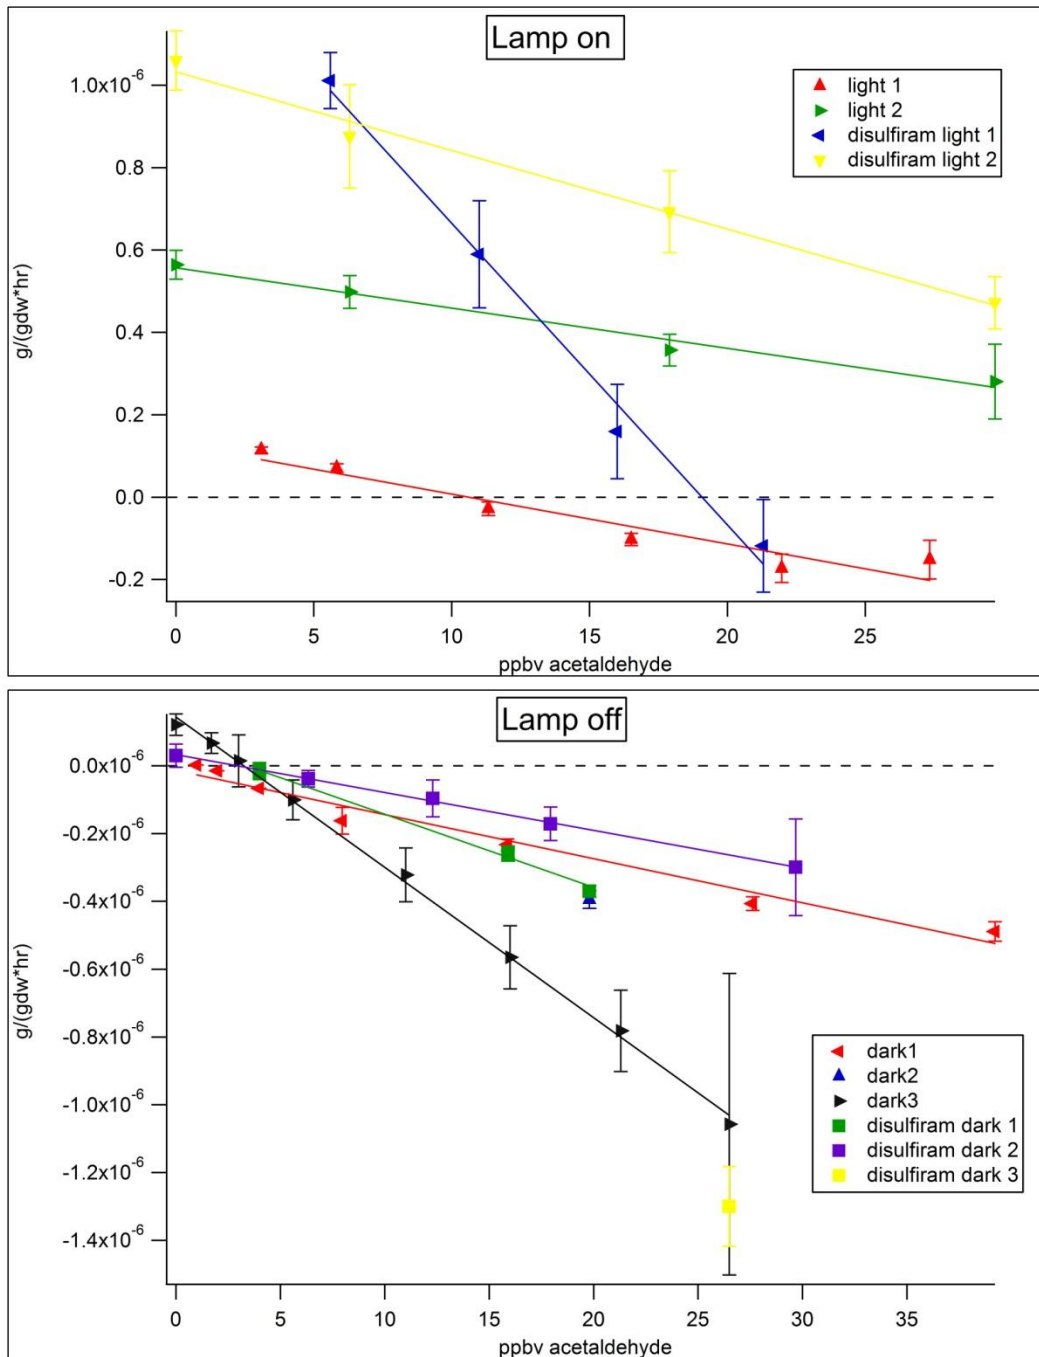 Lamp on
1.0x10-6
0.8
0.6
0.4
0.2
0.0
-0.2
g/(gdw*hr)
light 1
light 2
disulfiram light 1
disulfiram light 2
0 5 10 15 20 25
ppbv acetaldehyde
Lamp off
0.0x10-6
-0.2x10-6
-0.4x10-6
-0.6x10-6
-0.8x10-6
-1.0x10-6
-1.2x10-6
-1.4x10-6
g/(gdw*hr)
dark1
dark2
dark3
disulfiram dark 1
disulfiram dark 2
disulfiram dark 3
0 5 10 15 20 25 30 35
ppbv acetaldehyde